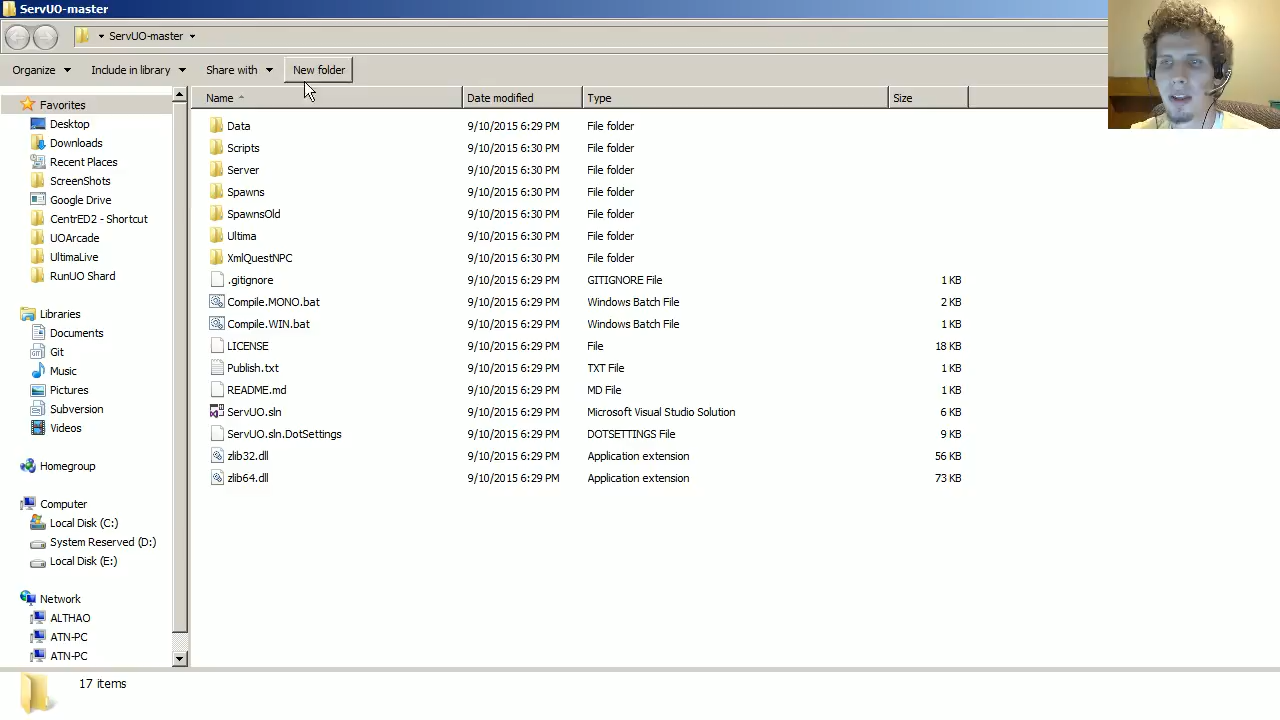 ServUO-master
ServUO-master
Organize Include in library Share with New folder
Name Date modified Type Size
Favorites
Desktop
Downloads
Recent Places
ScreenShots
Google Drive
CentrED2 - Shortcut
UOArcade
UltimaLive
RunUO Shard
Libraries
Documents
Git
Music
Pictures
Subversion
Videos
Homegroup
Computer
Local Disk (C:)
System Reserved (D:)
Local Disk (E:)
Network
ALTHAO
ATN-PC
ATN-PC
Data 9/10/2015 6:29 PM File folder
Scripts 9/10/2015 6:30 PM File folder
Server 9/10/2015 6:30 PM File folder
Spawns 9/10/2015 6:30 PM File folder
SpawnsOld 9/10/2015 6:30 PM File folder
Ultima 9/10/2015 6:30 PM File folder
XmlQuestNPC 9/10/2015 6:30 PM File folder
.gitignore 9/10/2015 6:29 PM GITIGNORE File 1 KB
Compile.MONO.bat 9/10/2015 6:29 PM Windows Batch File 2 KB
Compile.WIN.bat 9/10/2015 6:29 PM Windows Batch File 1 KB
LICENSE 9/10/2015 6:29 PM File 18 KB
Publish.txt 9/10/2015 6:29 PM TXT File 1 KB
README.md 9/10/2015 6:29 PM MD File 1 KB
ServUO.sln 9/10/2015 6:29 PM Microsoft Visual Studio Solution 6 KB
ServUO.sln.DotSettings 9/10/2015 6:29 PM DOTSETTINGS File 9 KB
zlib32.dll 9/10/2015 6:29 PM Application extension 56 KB
zlib64.dll 9/10/2015 6:29 PM Application extension 73 KB
17 items